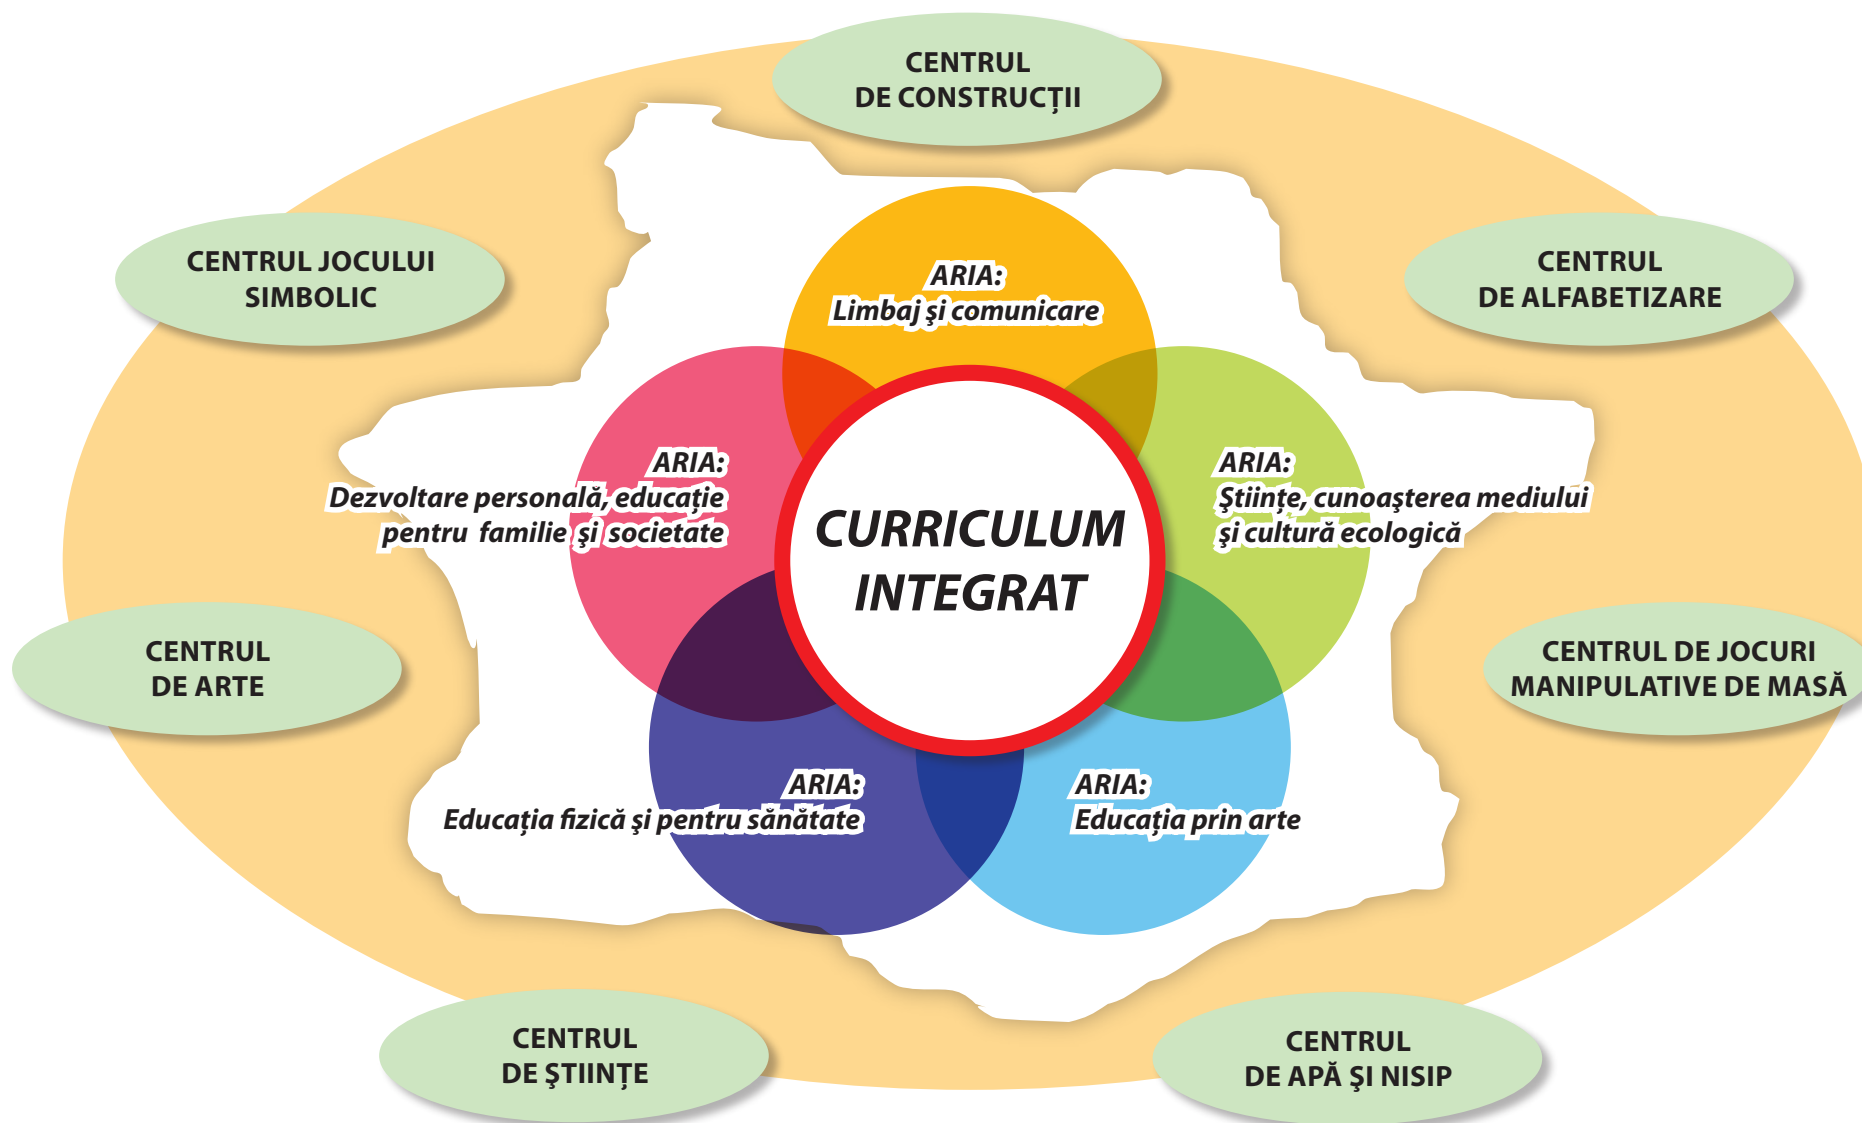 CENTRUL
DE CONSTRUCȚII
CENTRUL JOCULUI
SIMBOLIC
CENTRUL
DE ALFABETIZARE
ARIA:
Limbaj şi comunicare
ARIA:
Dezvoltare personală, educație
pentru familie şi societate
ARIA:
Ştiințe, cunoaşterea mediului
şi cultură ecologică
CURRICULUM
INTEGRAT
CENTRUL
DE ARTE
CENTRUL DE JOCURI
MANIPULATIVE DE MASĂ
ARIA:
Educația fizică şi pentru sănătate
ARIA:
Educația prin arte
CENTRUL
DE ŞTIINȚE
CENTRUL
DE APĂ ŞI NISIP